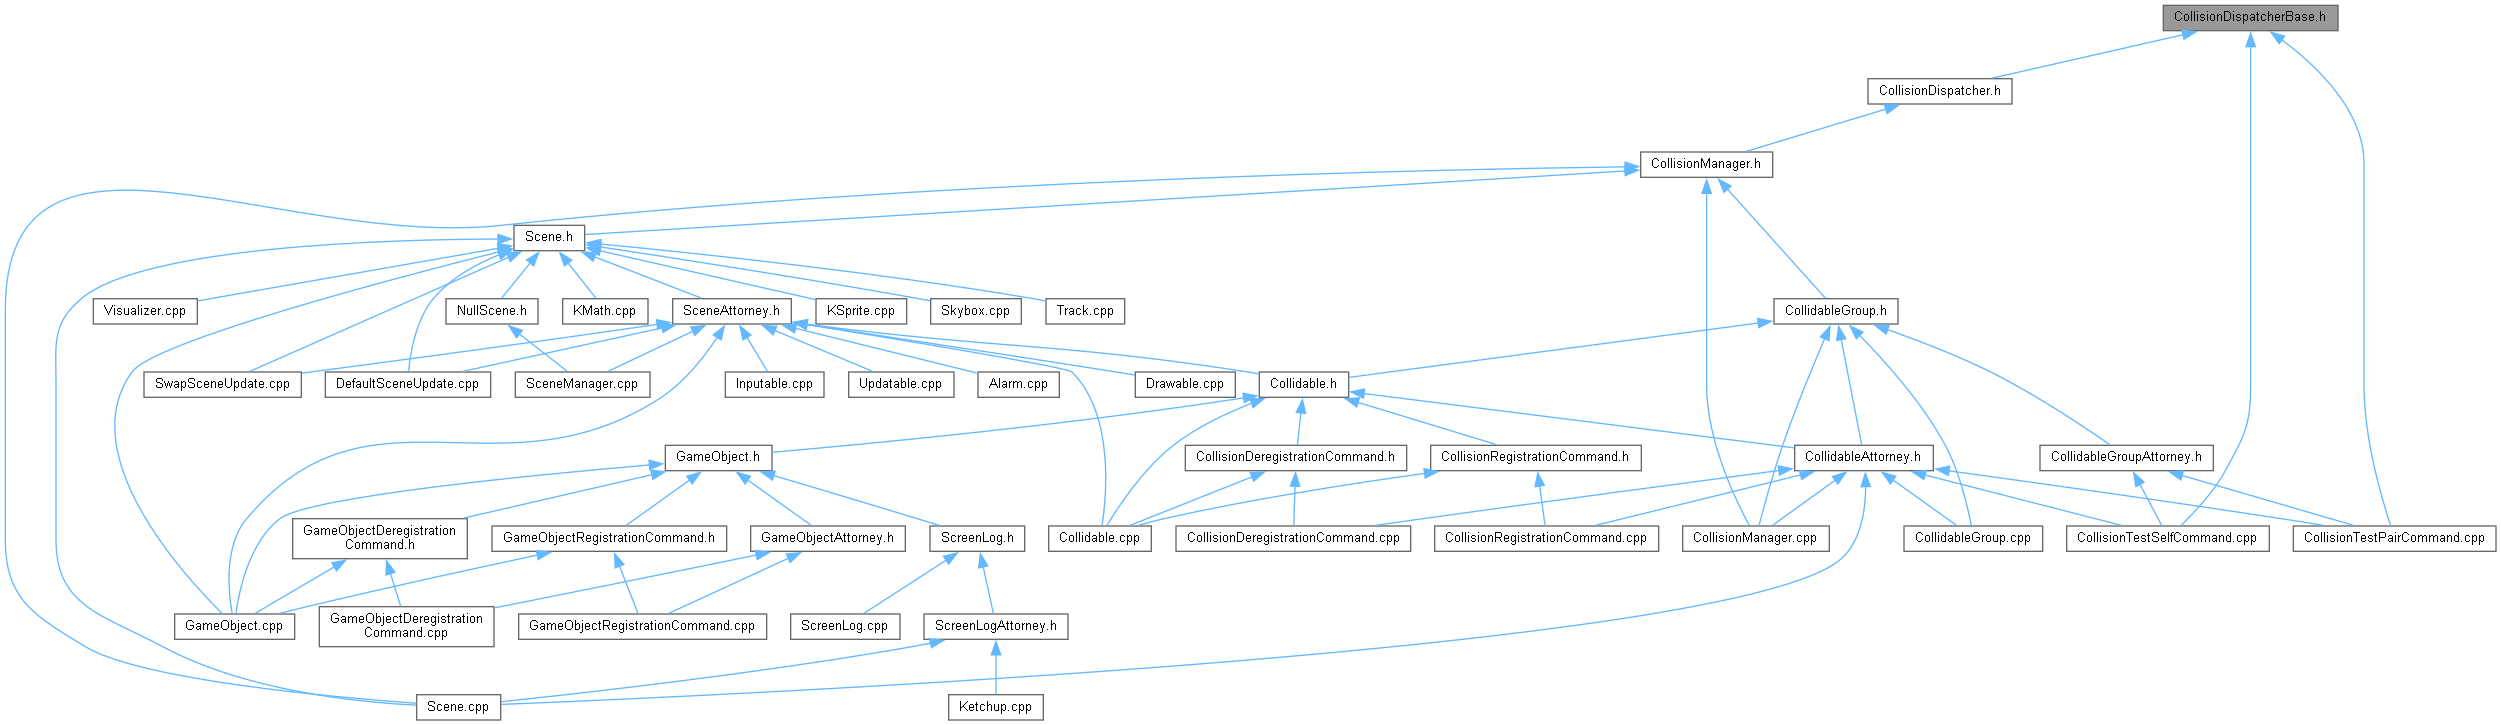 CollisionDispatcherBase.h
CollisionDispatcher.h
CollisionManager.h
Scene.h
Visualizer.cpp
NullScene.h
KMath.cpp
SceneAttorney.h
KSprite.cpp
Skybox.cpp
Track.cpp
CollidableGroup.h
SwapSceneUpdate.cpp
DefaultSceneUpdate.cpp
SceneManager.cpp
Inputable.cpp
Updatable.cpp
Alarm.cpp
Drawable.cpp
Collidable.h
GameObject.h
CollisionDeregistrationCommand.h
CollisionRegistrationCommand.h
CollidableAttorney.h
CollidableGroupAttorney.h
GameObjectDeregistration
Command.h
GameObjectRegistrationCommand.h
GameObjectAttorney.h
ScreenLog.h
Collidable.cpp
CollisionDeregistrationCommand.cpp
CollisionRegistrationCommand.cpp
CollisionManager.cpp
CollidableGroup.cpp
CollisionTestSelfCommand.cpp
CollisionTestPairCommand.cpp
GameObject.cpp
GameObjectDeregistration
Command.cpp
GameObjectRegistrationCommand.cpp
ScreenLog.cpp
ScreenLogAttorney.h
Scene.cpp
Ketchup.cpp